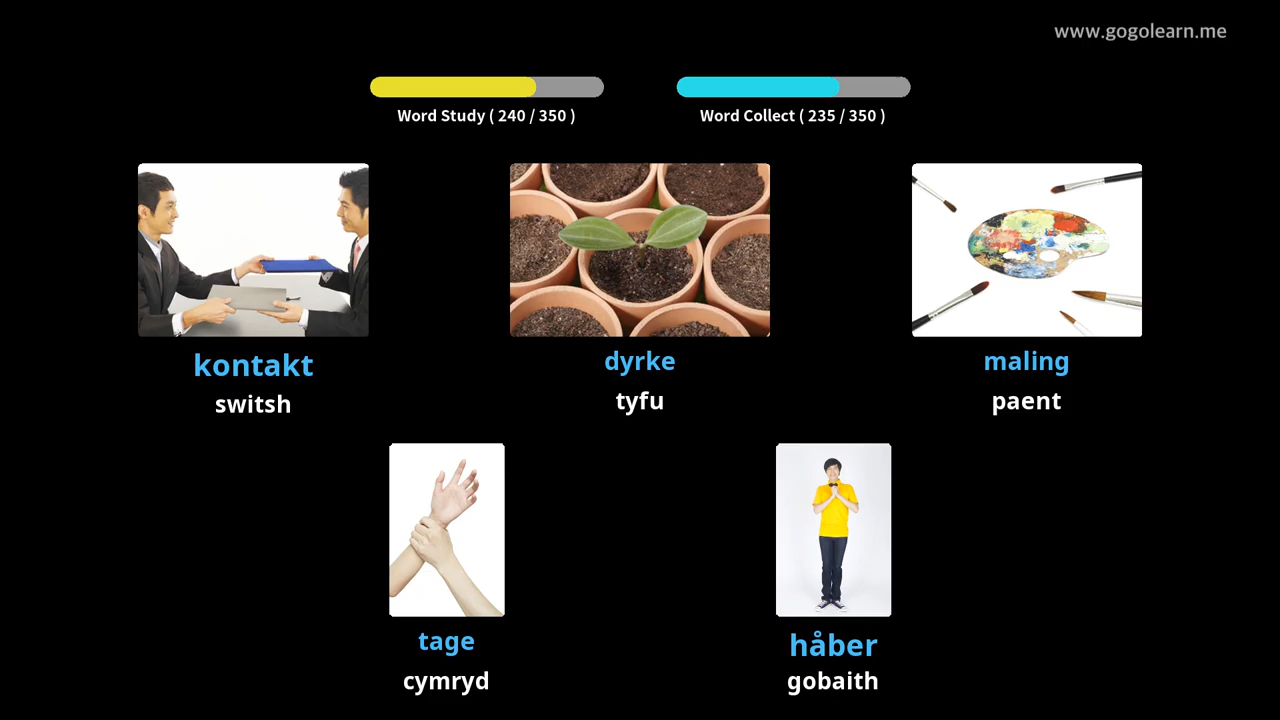 www.gogolearn.me
Word Study ( 240 / 350 )
Word Collect ( 235 / 350 )
kontakt
switsh
dyrke
tyfu
maling
paent
tage
cymryd
håber
gobaith